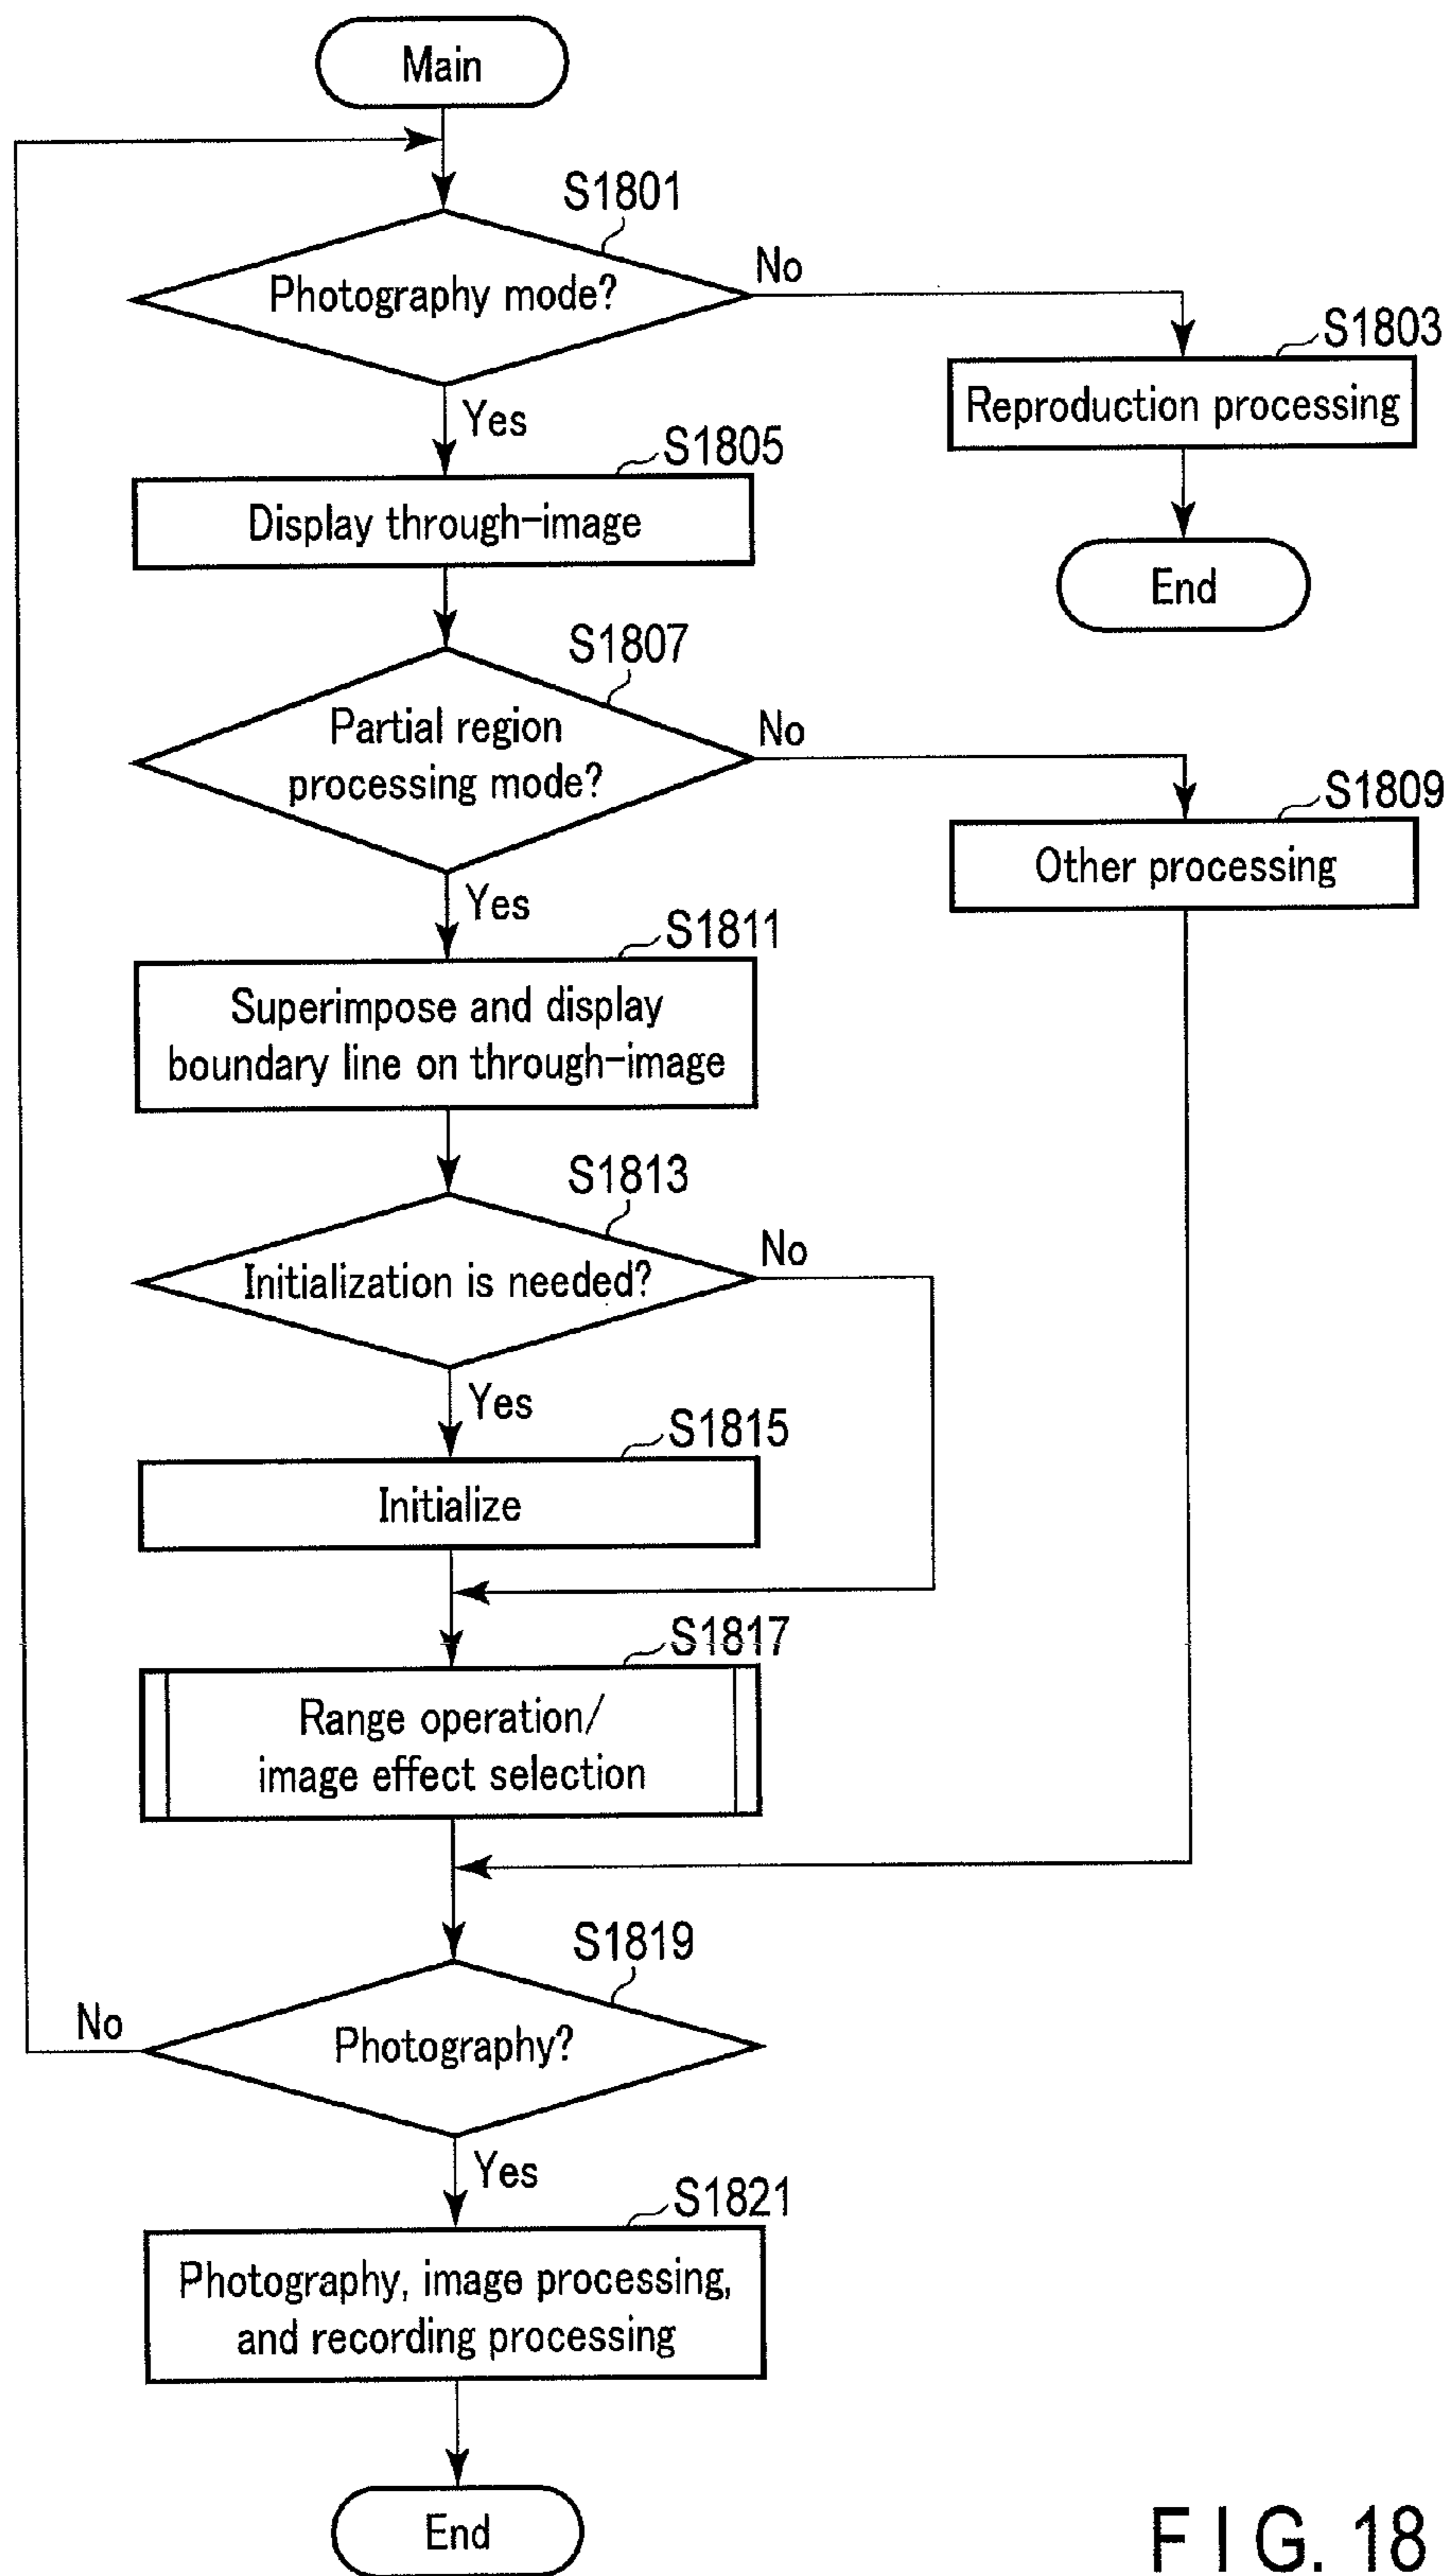 Main
S1801
Photography mode?
No
S1803
Reproduction processing
Yes
S1805
Display through-image
End
S1807
Partial region
processing mode?
No
S1809
Other processing
Yes
S1811
Superimpose and display
boundary line on through-image
S1813
Initialization is needed?
No
Yes
S1815
Initialize
S1817
Range operation/
image effect selection
S1819
Photography?
No
Yes
S1821
Photography, image processing,
and recording processing
End
FIG. 18